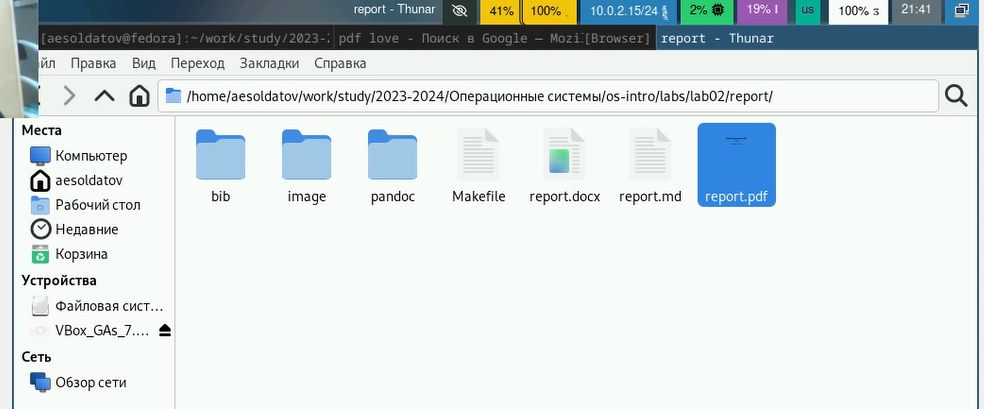 report - Thunar 41% 100% 10.0.2.15/24 2% 19% us 100% 21:41
[aesoldatov@fedora]:~/work/study/2023-2 pdf love - Поиск в Google — Mozi [Browser] report - Thunar
йл Правка Вид Переход Закладки Справка
/home/aesoldatov/work/study/2023-2024/Операционные системы/os-intro/labs/lab02/report/
Места
Компьютер
aesoldatov
Рабочий стол
Недавние
Корзина
Устройства
Файловая сист...
VBox_GAs_7....
Сеть
Обзор сети
bib image pandoc Makefile report.docx report.md report.pdf